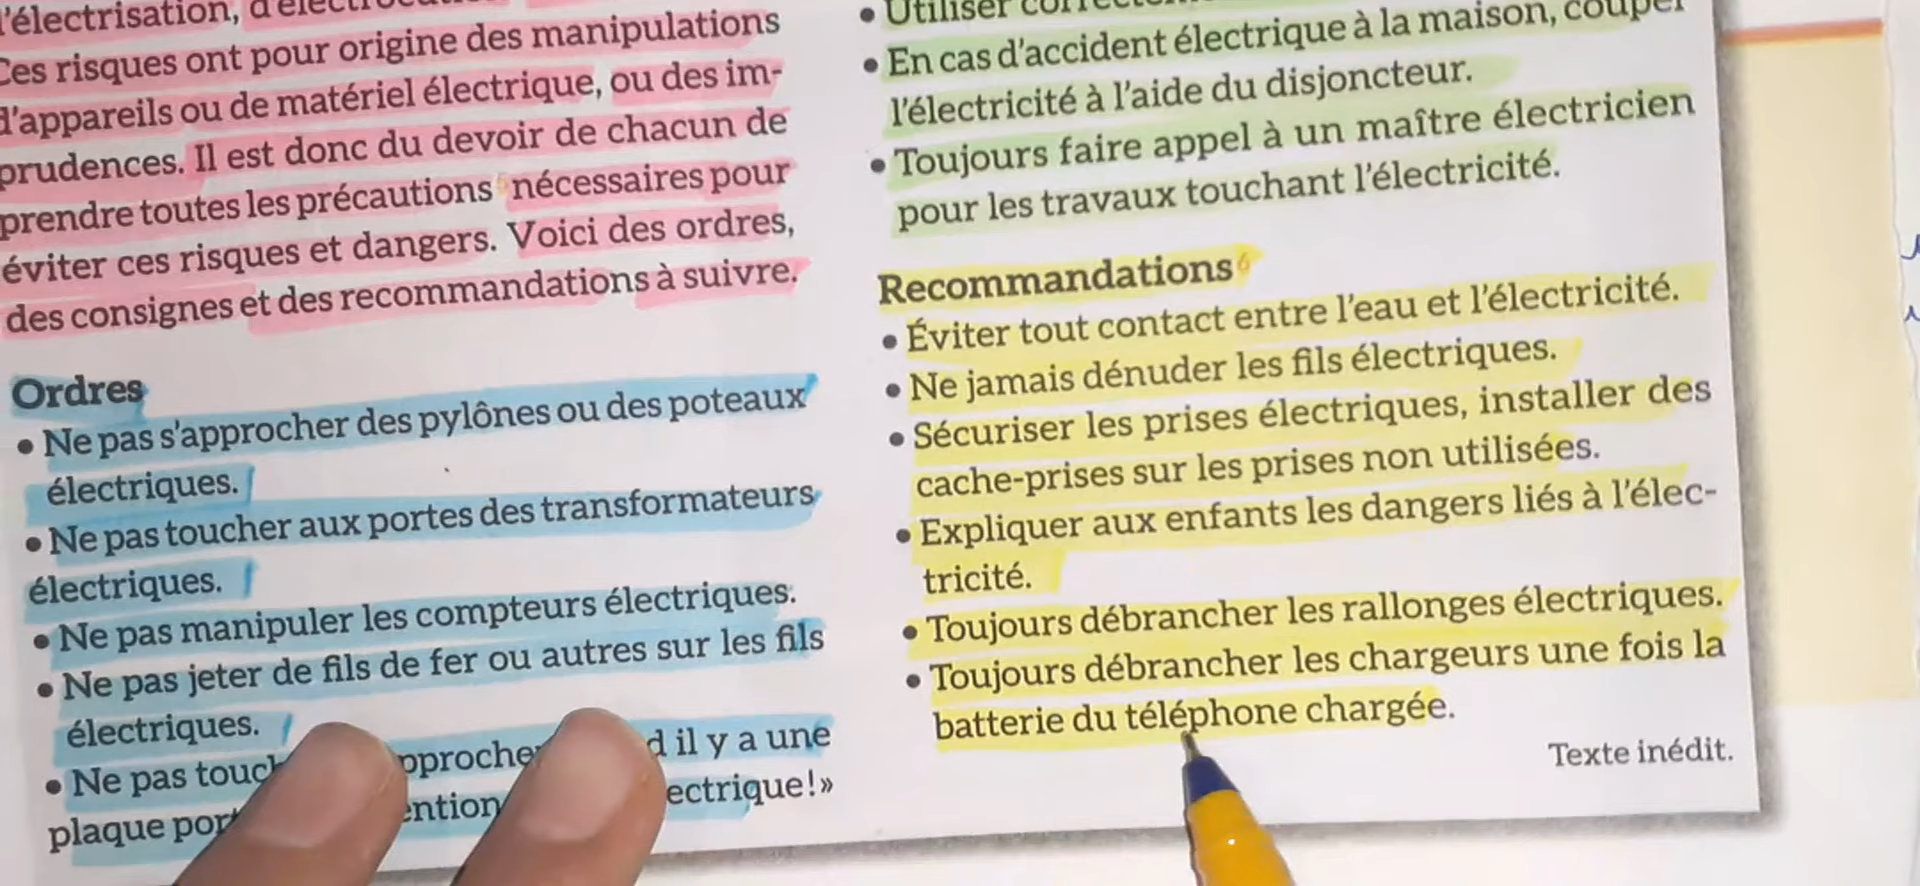 l'électrisation,
Ces risques ont pour origine des manipulations
d'appareils ou de matériel électrique, ou des im-
prudences. Il est donc du devoir de chacun de
prendre toutes les précautions⁵ nécessaires pour
éviter ces risques et dangers. Voici des ordres,
des consignes et des recommandations à suivre.
Ordres
• Ne pas s'approcher des pylônes ou des poteaux
électriques.
• Ne pas toucher aux portes des transformateurs
électriques.
• Ne pas manipuler les compteurs électriques.
• Ne pas jeter de fils de fer ou autres sur les fils
électriques.
• Ne pas il y a une
plaque
• Utiliser
• En cas d'accident électrique à la maison, couper
l'électricité à l'aide du disjoncteur.
• Toujours faire appel à un maître électricien
pour les travaux touchant l'électricité.
Recommandations⁶
• Éviter tout contact entre l'eau et l'électricité.
• Ne jamais dénuder les fils électriques.
• Sécuriser les prises électriques, installer des
cache-prises sur les prises non utilisées.
• Expliquer aux enfants les dangers liés à l'élec-
tricité.
• Toujours débrancher les rallonges électriques.
• Toujours débrancher les chargeurs une fois la
batterie du téléphone chargée.
Texte inédit.